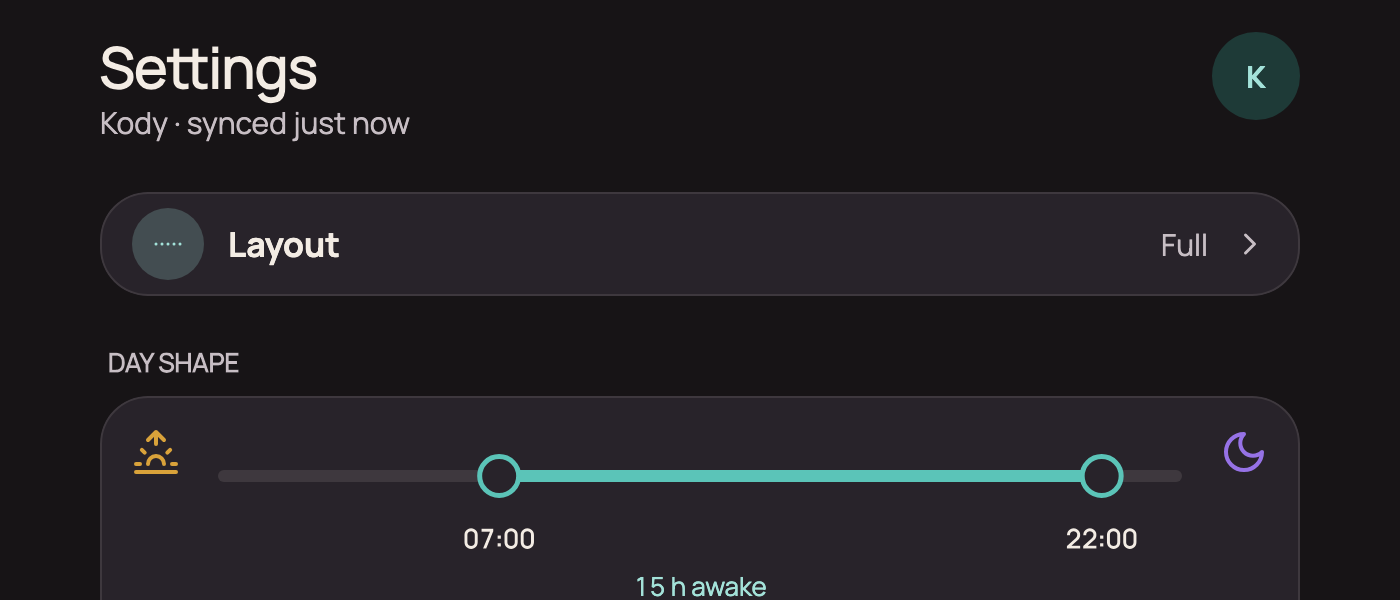 Settings
K
Kody · synced just now
Layout
Full
DAY SHAPE
07:00
22:00
15 h awake